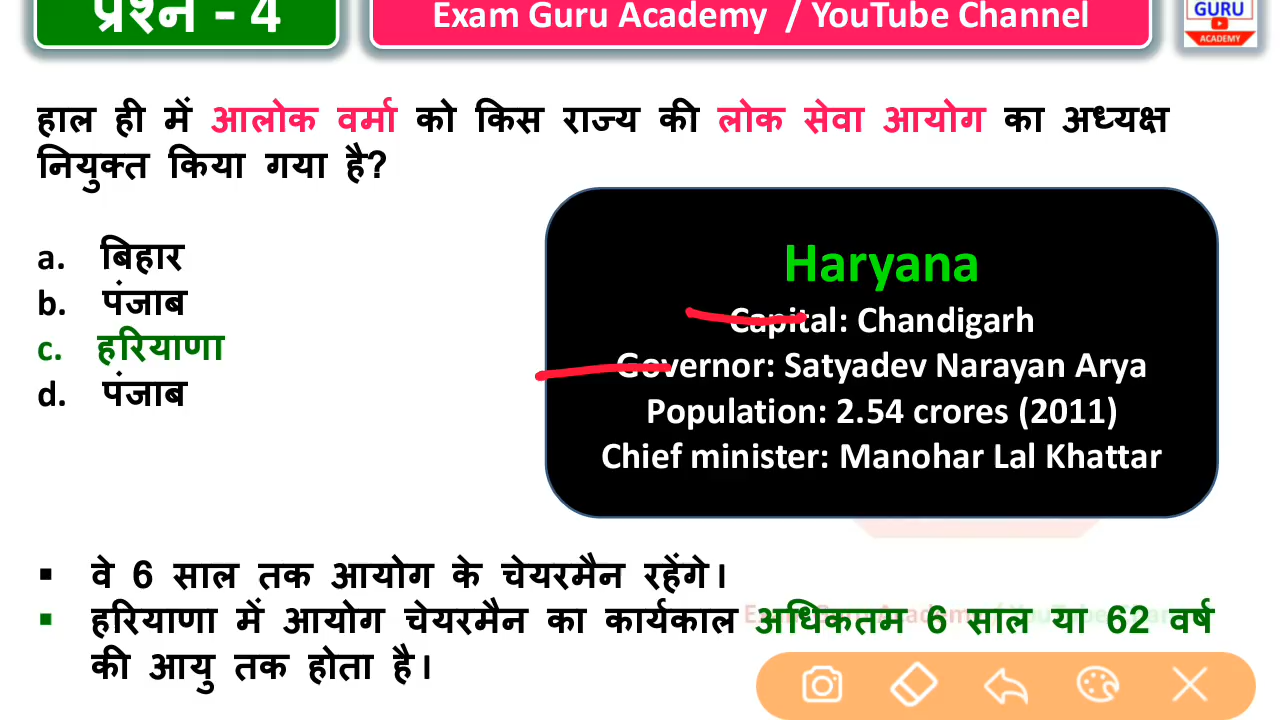 प्रश्न - 4
Exam Guru Academy / YouTube Channel
GURU
ACADEMY
हाल ही में आलोक वर्मा को किस राज्य की लोक सेवा आयोग का अध्यक्ष
नियुक्त किया गया है?
a. बिहार
b. पंजाब
c. हरियाणा
d. पंजाब
Haryana
Capital: Chandigarh
Governor: Satyadev Narayan Arya
Population: 2.54 crores (2011)
Chief minister: Manohar Lal Khattar
▪ वे 6 साल तक आयोग के चेयरमैन रहेंगे।
▪ हरियाणा में आयोग चेयरमैन का कार्यकाल अधिकतम 6 साल या 62 वर्ष
की आयु तक होता है।